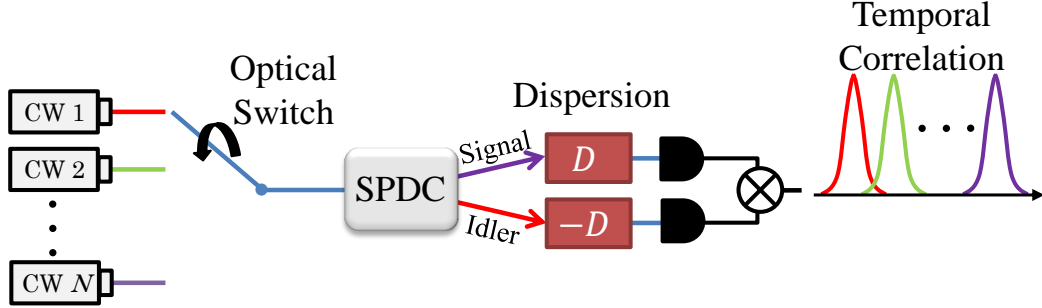 Temporal
Correlation
Optical
Switch
Dispersion
CW 1
CW 2
CW N
SPDC
Signal
Idler
D
−D